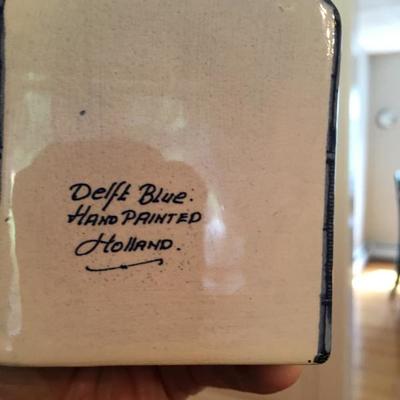 Delft Blue.
HAND PAINTED
Holland.